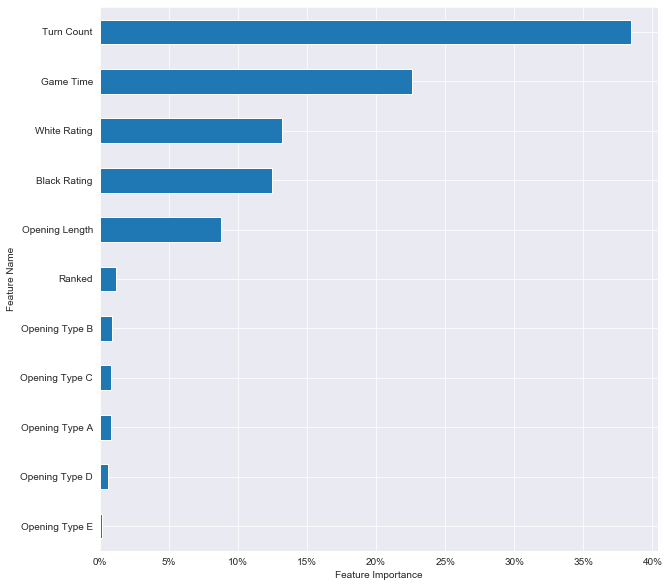 Turn Count
Game Time
White Rating
Black Rating
Opening Length
Ranked
Opening Type B
Opening Type C
Opening Type A
Opening Type D
Opening Type E
Feature Name
0% 5% 10% 15% 20% 25% 30% 35% 40%
Feature Importance